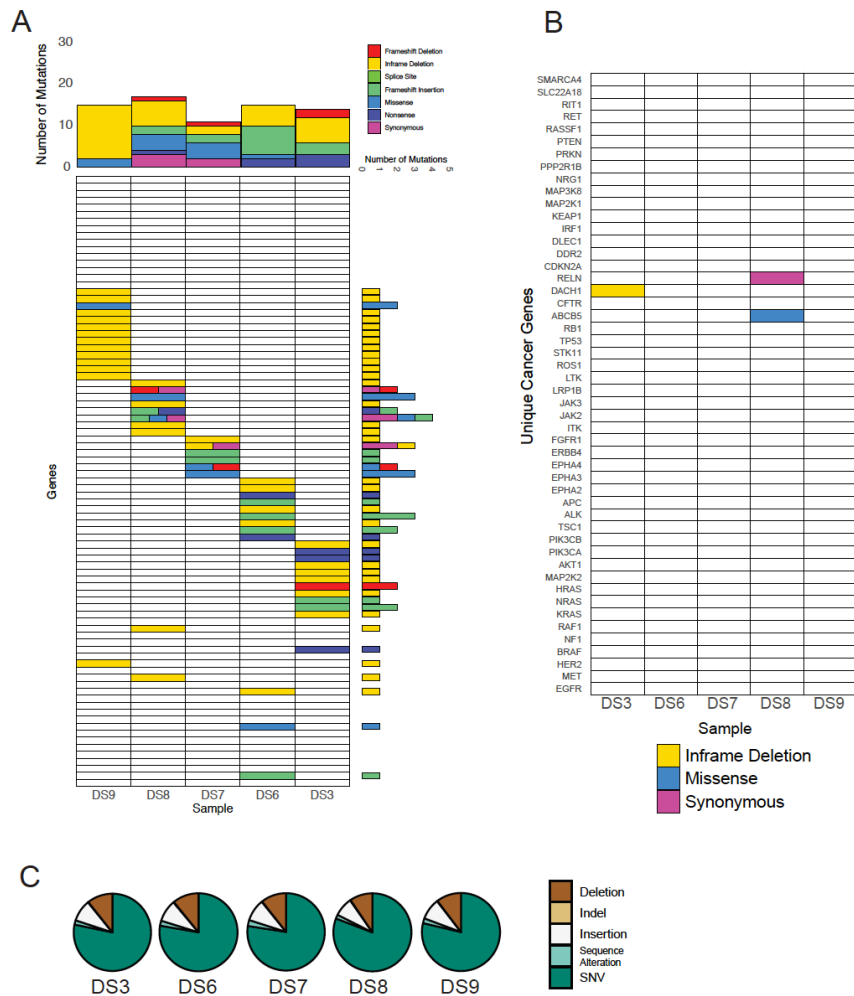 A
Number of Mutations
30
20
10
0
Frameshift Deletion
Inframe Deletion
Splice Site
Frameshift Insertion
Missense
Nonsense
Synonymous
Number of Mutations
0 1 2 3 4 5
Genes
DS9 DS8 DS7 DS6 DS3
Sample
B
Unique Cancer Genes
SMARCA4
SLC22A18
RIT1
RET
RASSF1
PTEN
PRKN
PPP2R1B
NRG1
MAP3K8
MAP2K1
KEAP1
IRF1
DLEC1
DDR2
CDKN2A
RELN
DACH1
CFTR
ABCB5
RB1
TP53
STK11
ROS1
LTK
LRP1B
JAK3
JAK2
ITK
FGFR1
ERBB4
EPHA4
EPHA3
EPHA2
APC
ALK
TSC1
PIK3CB
PIK3CA
AKT1
MAP2K2
HRAS
NRAS
KRAS
RAF1
NF1
BRAF
HER2
MET
EGFR
DS3 DS6 DS7 DS8 DS9
Sample
Inframe Deletion
Missense
Synonymous
C
DS3 DS6 DS7 DS8 DS9
Deletion
Indel
Insertion
Sequence
Alteration
SNV